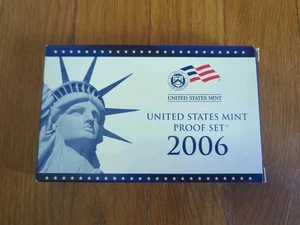 UNITED STATES MINT
UNITED STATES MINT
PROOF SET®
2006